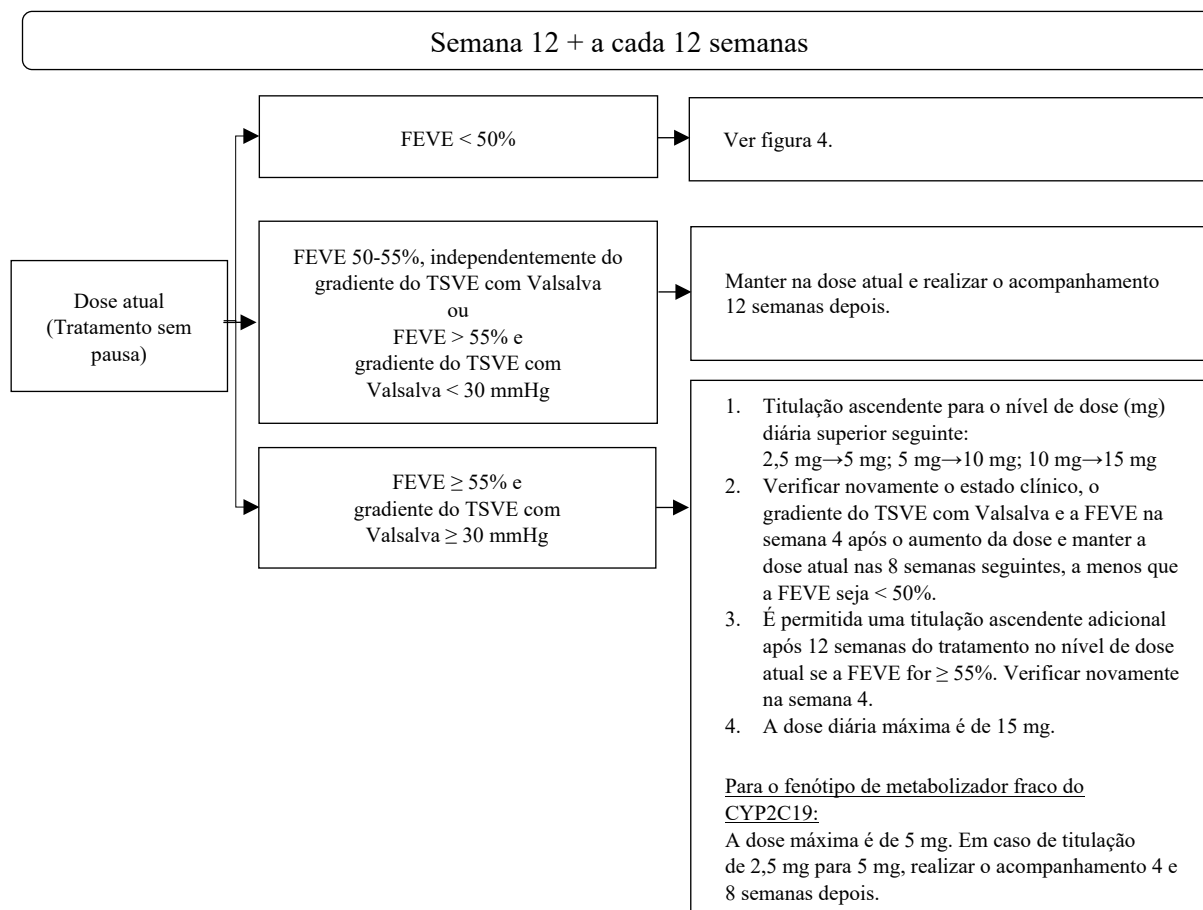 Semana 12 + a cada 12 semanas
FEVE < 50%
Ver figura 4.
Dose atual
(Tratamento sem
pausa)
FEVE 50-55%, independentemente do
gradiente do TSVE com Valsalva
ou
FEVE > 55% e
gradiente do TSVE com
Valsalva < 30 mmHg
Manter na dose atual e realizar o acompanhamento
12 semanas depois.
FEVE ≥ 55% e
gradiente do TSVE com
Valsalva ≥ 30 mmHg
1. Titulação ascendente para o nível de dose (mg)
diária superior seguinte:
2,5 mg→5 mg; 5 mg→10 mg; 10 mg→15 mg
2. Verificar novamente o estado clínico, o
gradiente do TSVE com Valsalva e a FEVE na
semana 4 após o aumento da dose e manter a
dose atual nas 8 semanas seguintes, a menos que
a FEVE seja < 50%.
3. É permitida uma titulação ascendente adicional
após 12 semanas do tratamento no nível de dose
atual se a FEVE for ≥ 55%. Verificar novamente
na semana 4.
4. A dose diária máxima é de 15 mg.
Para o fenótipo de metabolizador fraco do
CYP2C19:
A dose máxima é de 5 mg. Em caso de titulação
de 2,5 mg para 5 mg, realizar o acompanhamento 4 e
8 semanas depois.